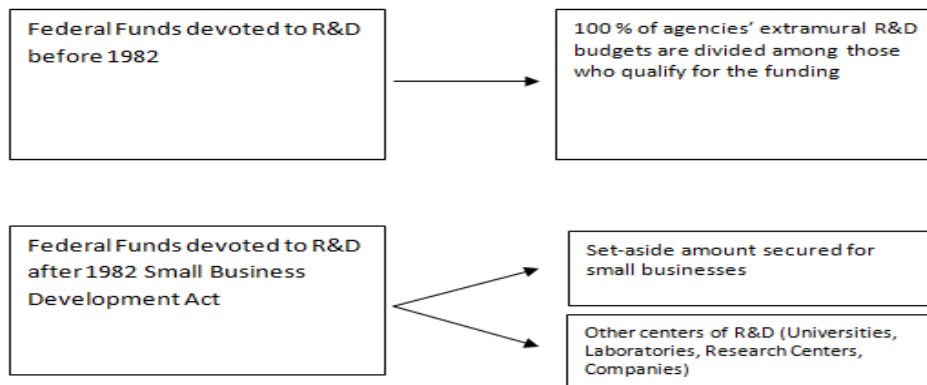 Federal Funds devoted to R&D
before 1982
100 % of agencies’ extramural R&D
budgets are divided among those
who qualify for the funding
Federal Funds devoted to R&D
after 1982 Small Business
Development Act
Set-aside amount secured for
small businesses
Other centers of R&D (Universities,
Laboratories, Research Centers,
Companies)